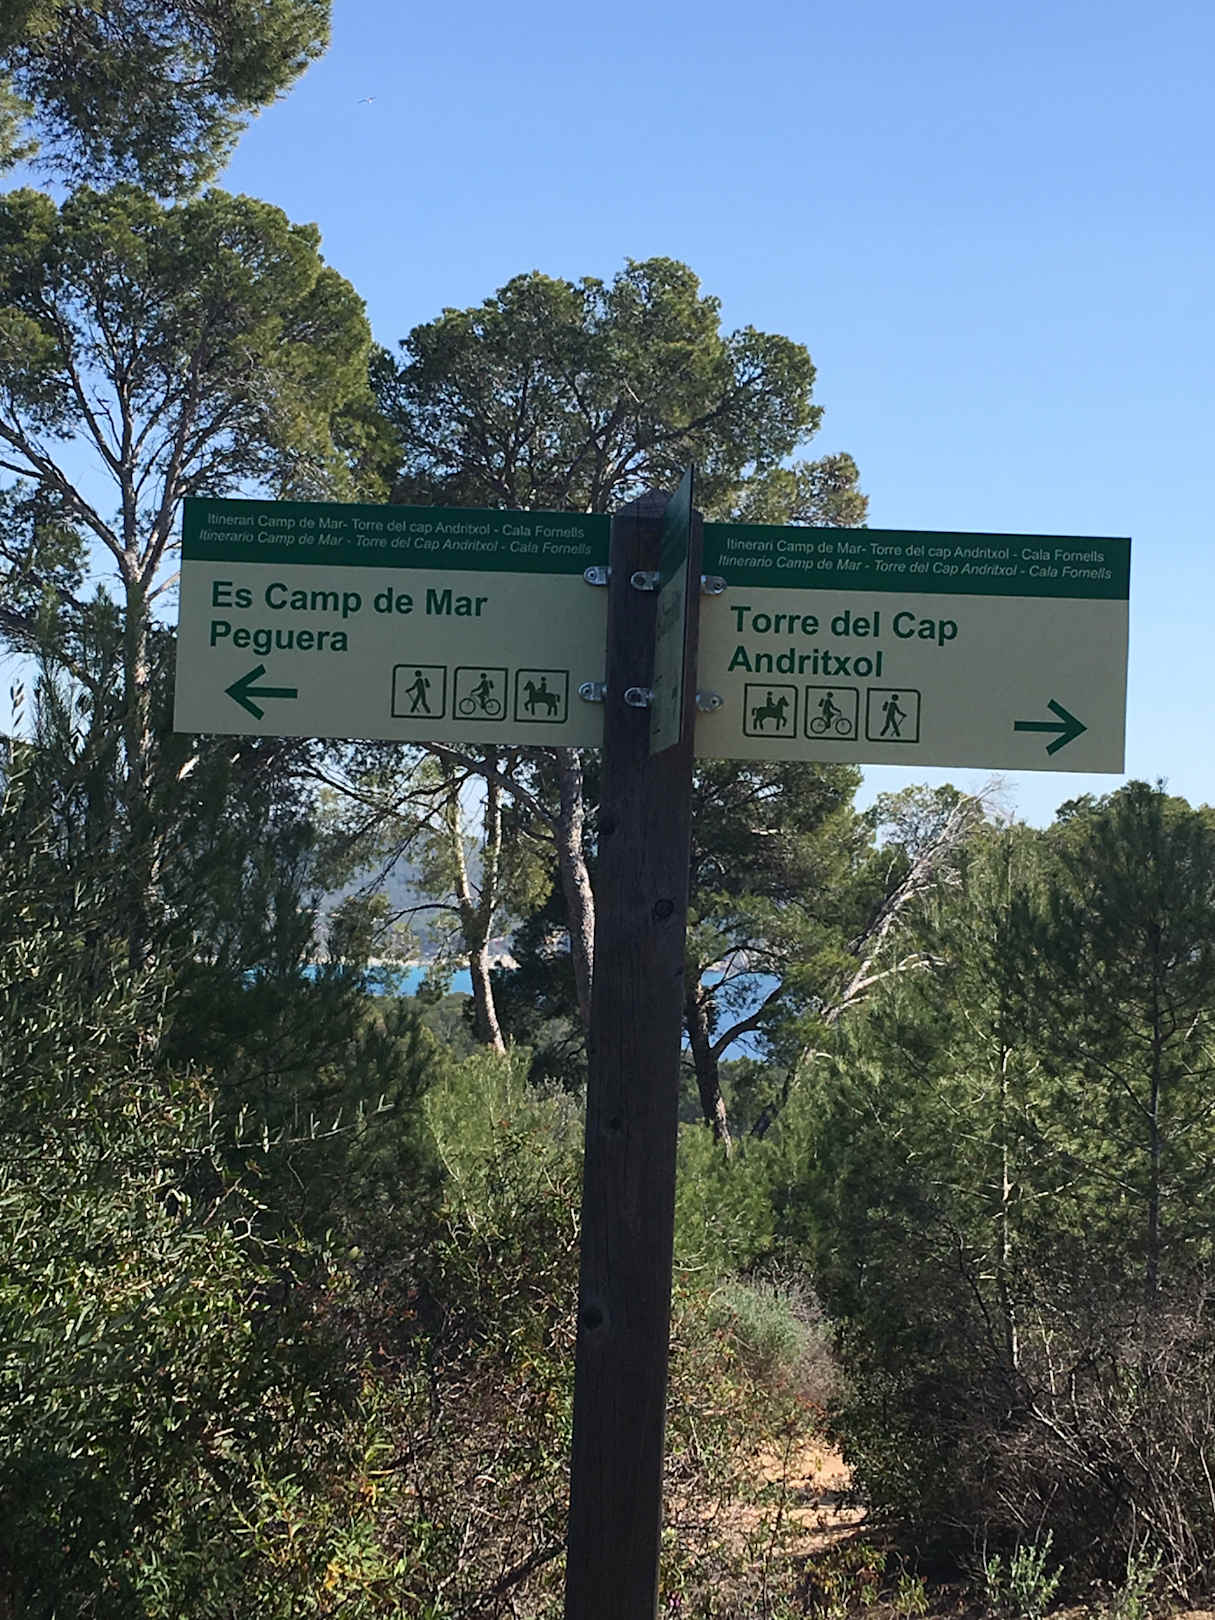 Itinerari Camp de Mar- Torre del cap Andritxol - Cala Fornells
Itinerario Camp de Mar - Torre del Cap Andritxol - Cala Fornells
Es Camp de Mar
Peguera
Itinerari Camp de Mar- Torre del cap Andritxol - Cala Fornells
Itinerario Camp de Mar - Torre del Cap Andritxol - Cala Fornells
Torre del Cap
Andritxol